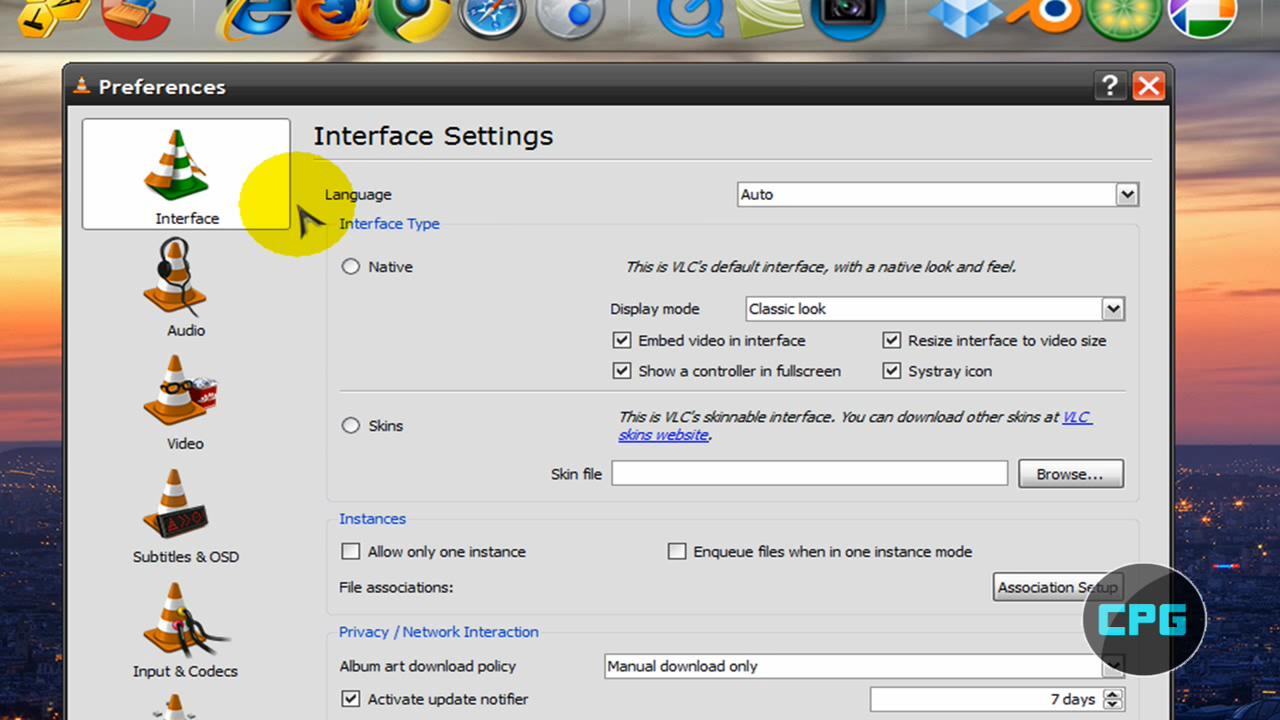 Preferences
?
Interface Settings
Interface
Language
Auto
Interface Type
Native
This is VLC's default interface, with a native look and feel.
Display mode
Classic look
Embed video in interface
Resize interface to video size
Show a controller in fullscreen
Systray icon
Audio
Skins
This is VLC's skinnable interface. You can download other skins at VLC
skins website.
Video
Skin file
Browse...
Instances
Allow only one instance
Enqueue files when in one instance mode
Subtitles & OSD
File associations:
Association Setup
CPG
Privacy / Network Interaction
Album art download policy
Manual download only
Input & Codecs
Activate update notifier
7 days